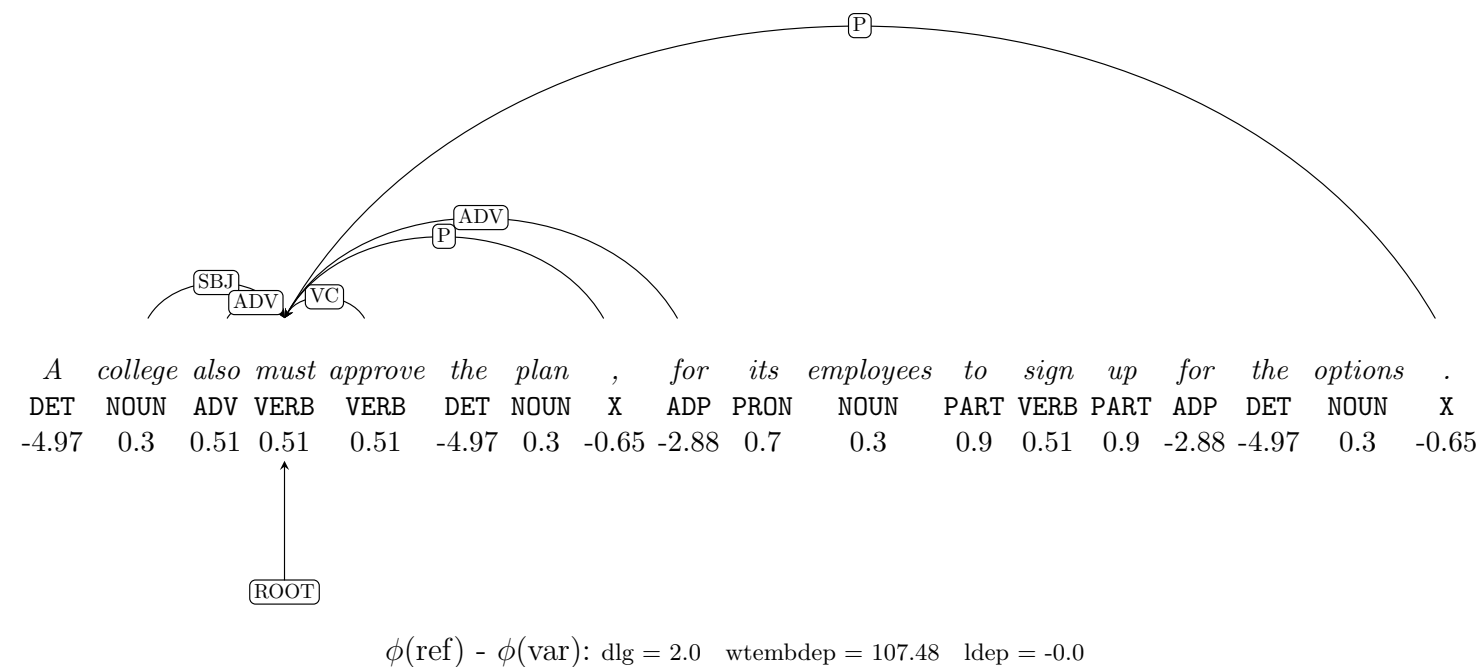 P
ADV
P
SBJ
ADV VC
A college also must approve the plan , for its employees to sign up for the options .
DET NOUN ADV VERB VERB DET NOUN X ADP PRON NOUN PART VERB PART ADP DET NOUN X
-4.97 0.3 0.51 0.51 0.51 -4.97 0.3 -0.65 -2.88 0.7 0.3 0.9 0.51 0.9 -2.88 -4.97 0.3 -0.65
ROOT
ϕ(ref) - ϕ(var): dlg = 2.0 wtembdep = 107.48 ldep = -0.0